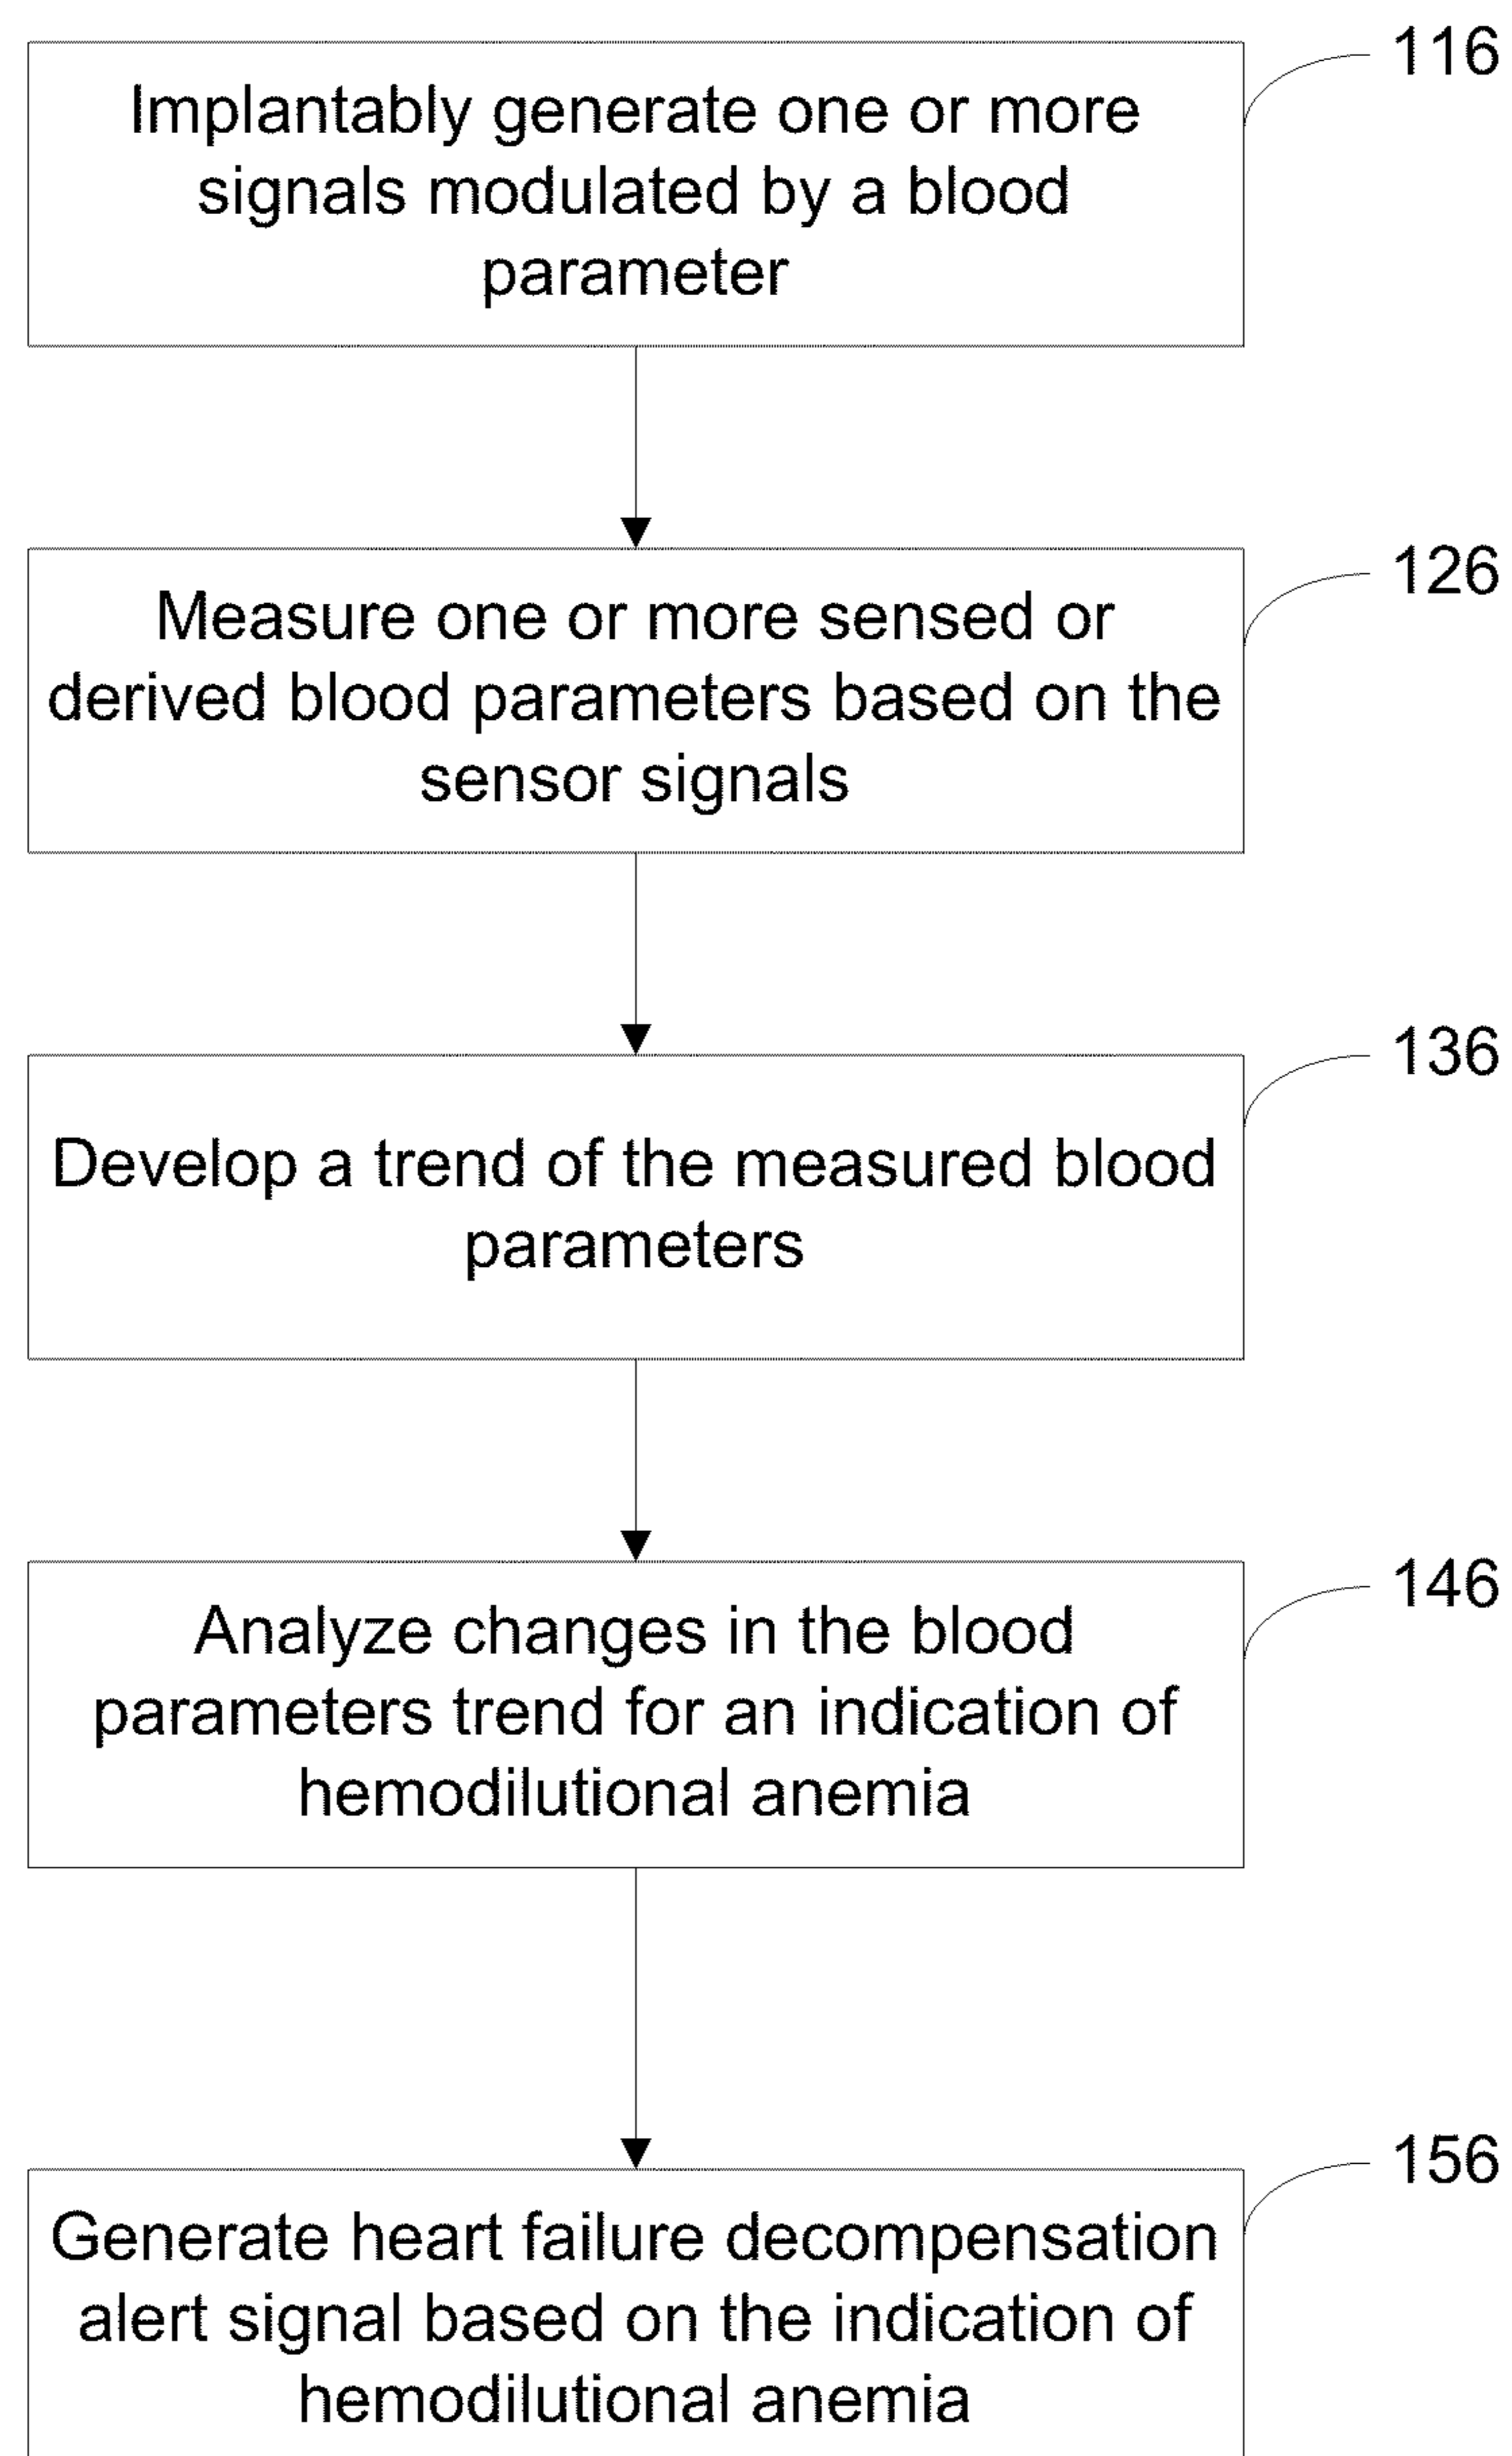 116
Implantably generate one or more
signals modulated by a blood
parameter
126
Measure one or more sensed or
derived blood parameters based on the
sensor signals
136
Develop a trend of the measured blood
parameters
146
Analyze changes in the blood
parameters trend for an indication of
hemodilutional anemia
156
Generate heart failure decompensation
alert signal based on the indication of
hemodilutional anemia